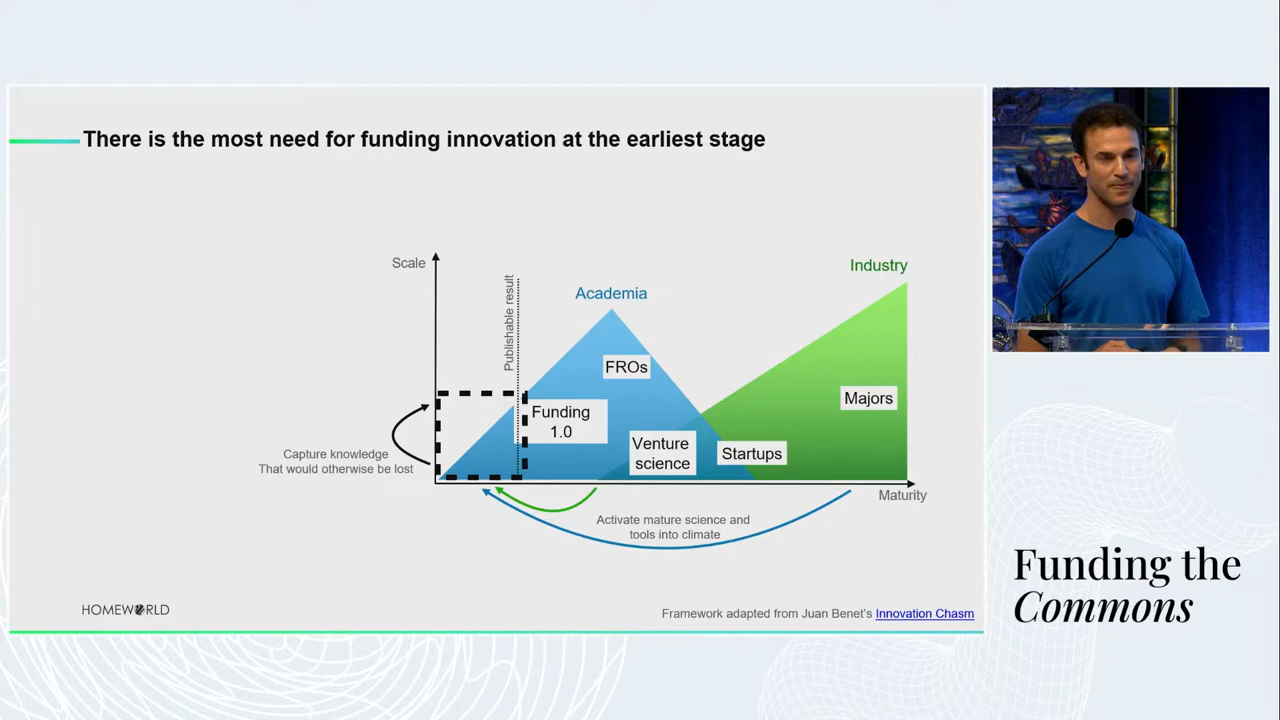 There is the most need for funding innovation at the earliest stage
Scale
Publishable result
Academia
Industry
FROs
Majors
Funding
1.0
Venture
science
Startups
Capture knowledge
That would otherwise be lost
Maturity
Activate mature science and
tools into climate
HOMEWORLD
Framework adapted from Juan Benet's Innovation Chasm
Funding the
Commons